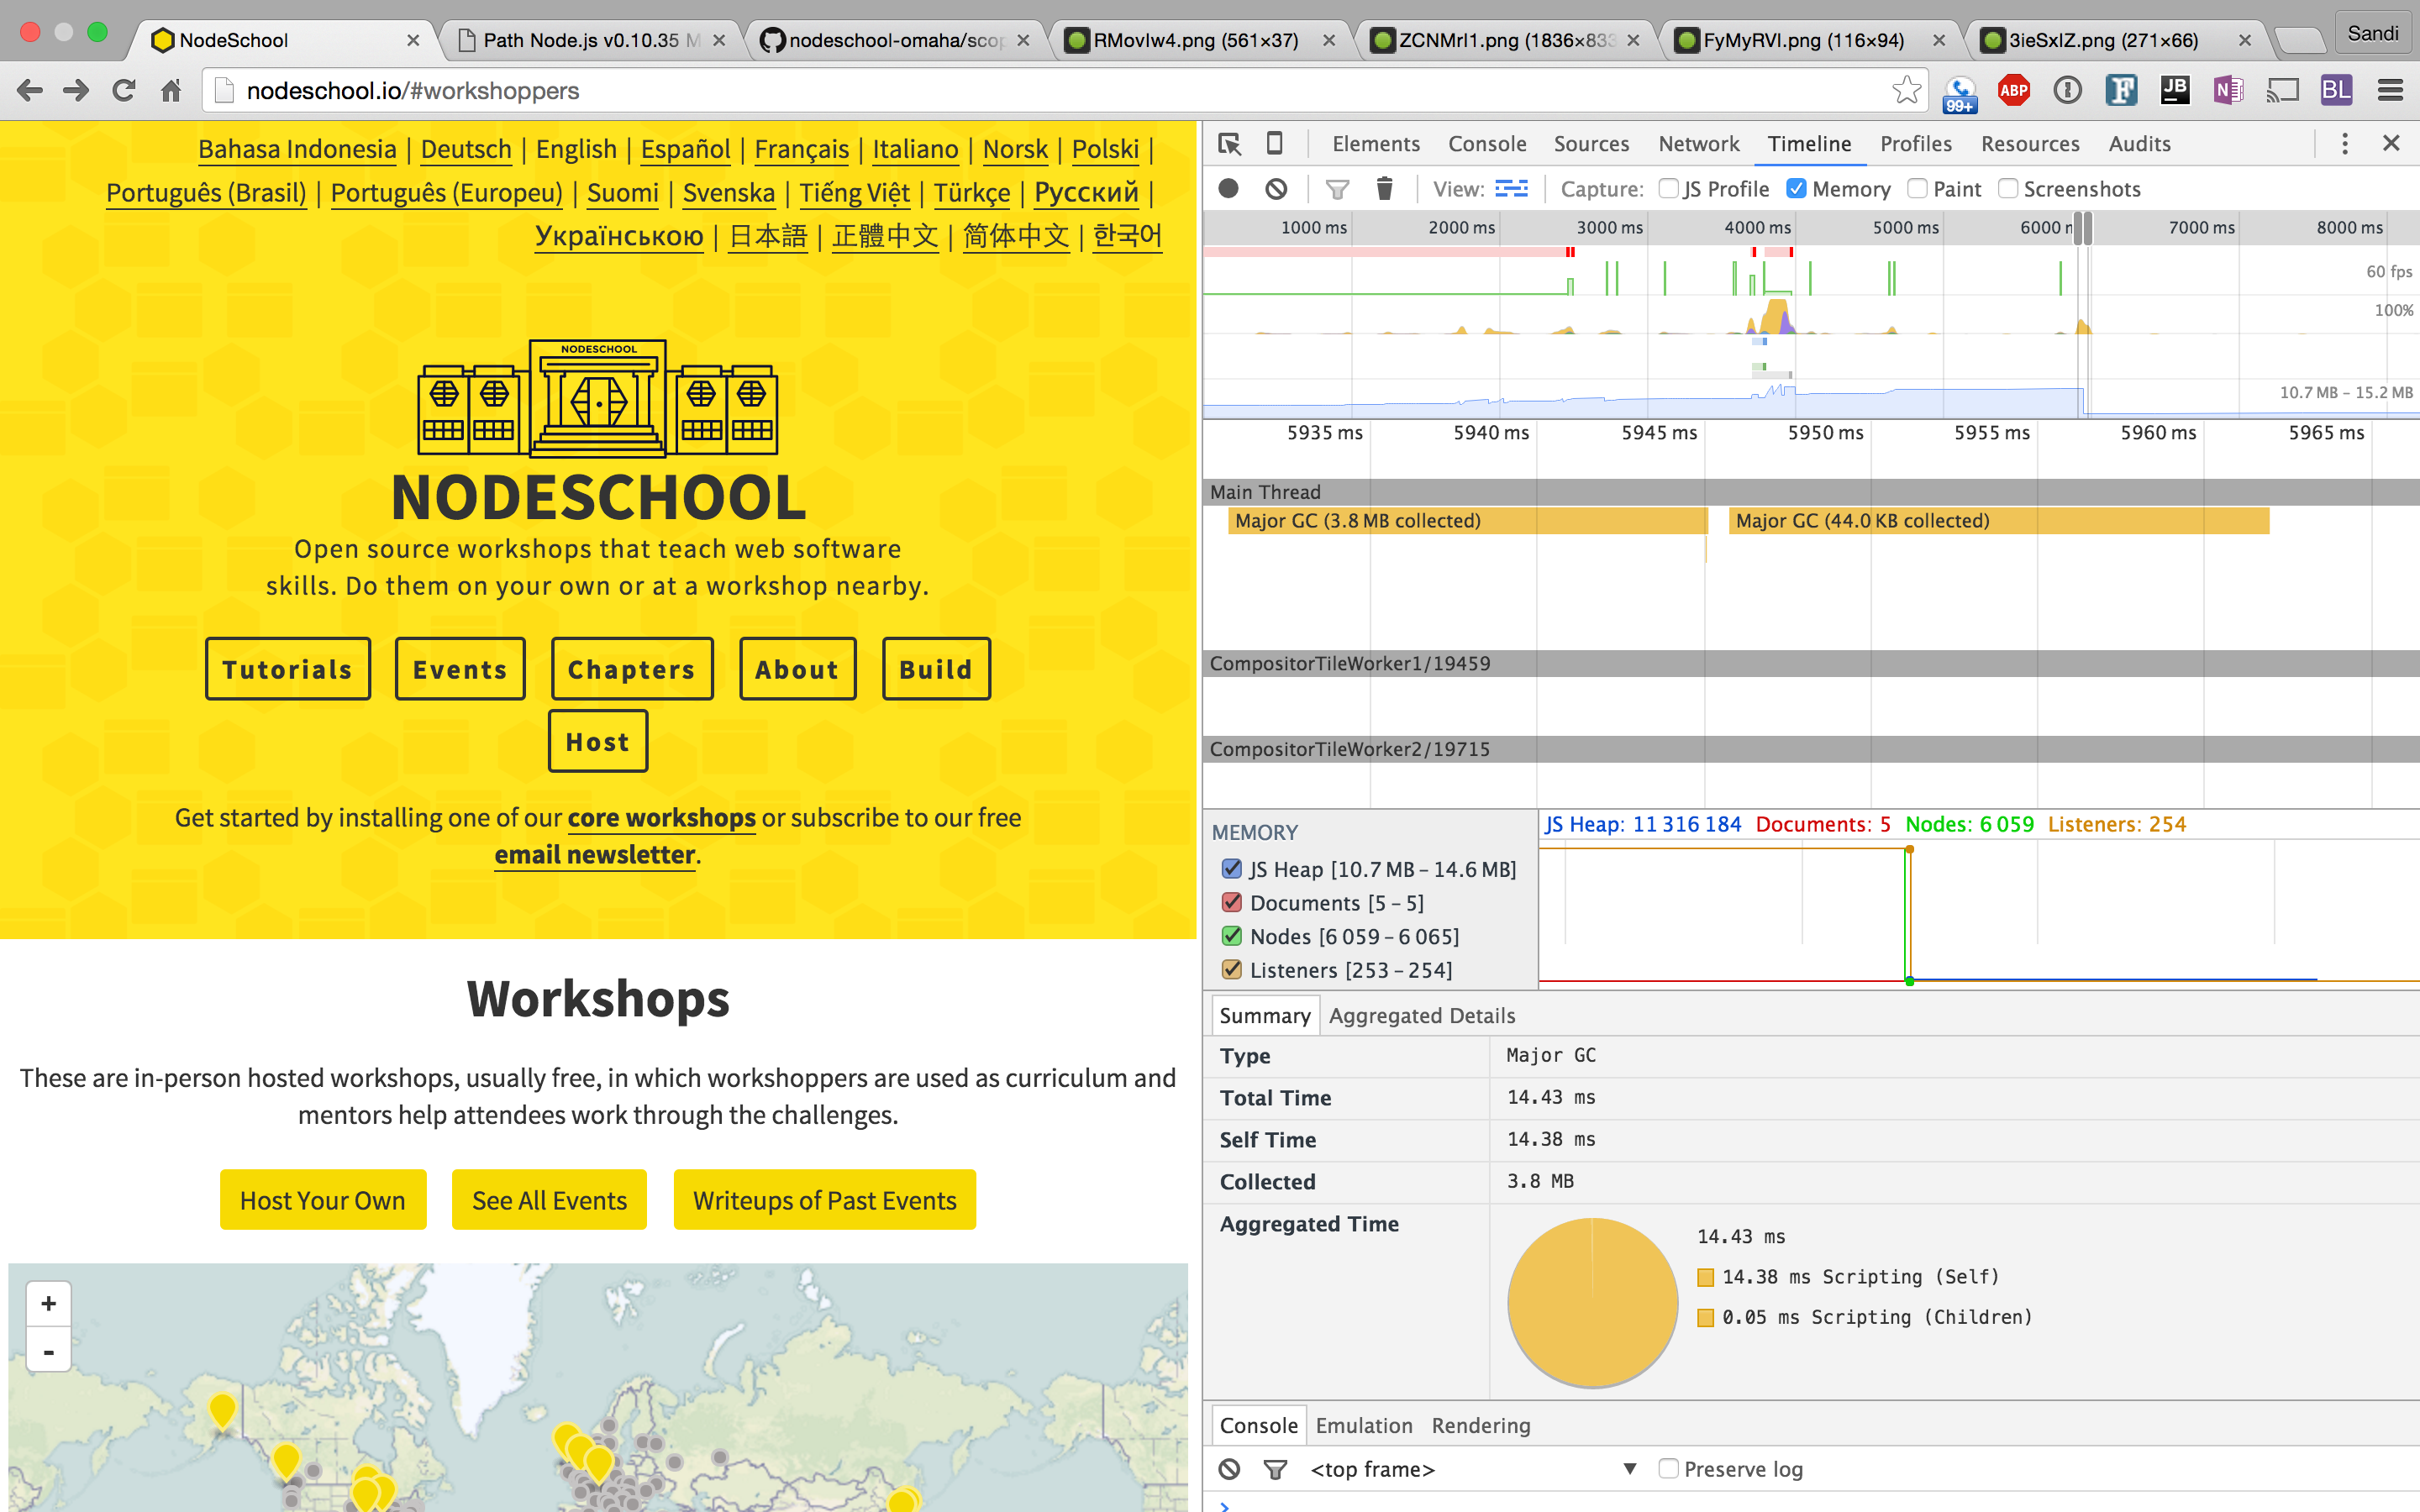 NodeSchool
Path Node.js v0.10.35 M
nodeschool-omaha/scop
RMovIw4.png (561×37)
ZCNMrl1.png (1836×833
FyMyRVl.png (116×94)
3ieSxlZ.png (271×66)
Sandi
nodeschool.io/#workshoppers
99+
ABP
F
JB
N
BL
Bahasa Indonesia | Deutsch | English | Español | Français | Italiano | Norsk | Polski |
Português (Brasil) | Português (Europeu) | Suomi | Svenska | Tiếng Việt | Türkçe | Русский |
Українською | 日本語 | 正體中文 | 简体中文 | 한국어
NODESCHOOL
NODESCHOOL
Open source workshops that teach web software
skills. Do them on your own or at a workshop nearby.
Tutorials Events Chapters About Build
Host
Get started by installing one of our core workshops or subscribe to our free
email newsletter.
Workshops
These are in-person hosted workshops, usually free, in which workshoppers are used as curriculum and
mentors help attendees work through the challenges.
Host Your Own See All Events Writeups of Past Events
+
-
Elements Console Sources Network Timeline Profiles Resources Audits
View: Capture: JS Profile Memory Paint Screenshots
1000 ms 2000 ms 3000 ms 4000 ms 5000 ms 6000 m 7000 ms 8000 ms
60 fps
100%
10.7 MB – 15.2 MB
5935 ms 5940 ms 5945 ms 5950 ms 5955 ms 5960 ms 5965 ms
Main Thread
Major GC (3.8 MB collected) Major GC (44.0 KB collected)
CompositorTileWorker1/19459
CompositorTileWorker2/19715
MEMORY
JS Heap [10.7 MB – 14.6 MB]
Documents [5 – 5]
Nodes [6 059 – 6 065]
Listeners [253 – 254]
JS Heap: 11 316 184 Documents: 5 Nodes: 6 059 Listeners: 254
Summary Aggregated Details
Type Major GC
Total Time 14.43 ms
Self Time 14.38 ms
Collected 3.8 MB
Aggregated Time
14.43 ms
14.38 ms Scripting (Self)
0.05 ms Scripting (Children)
Console Emulation Rendering
<top frame> ▼ Preserve log